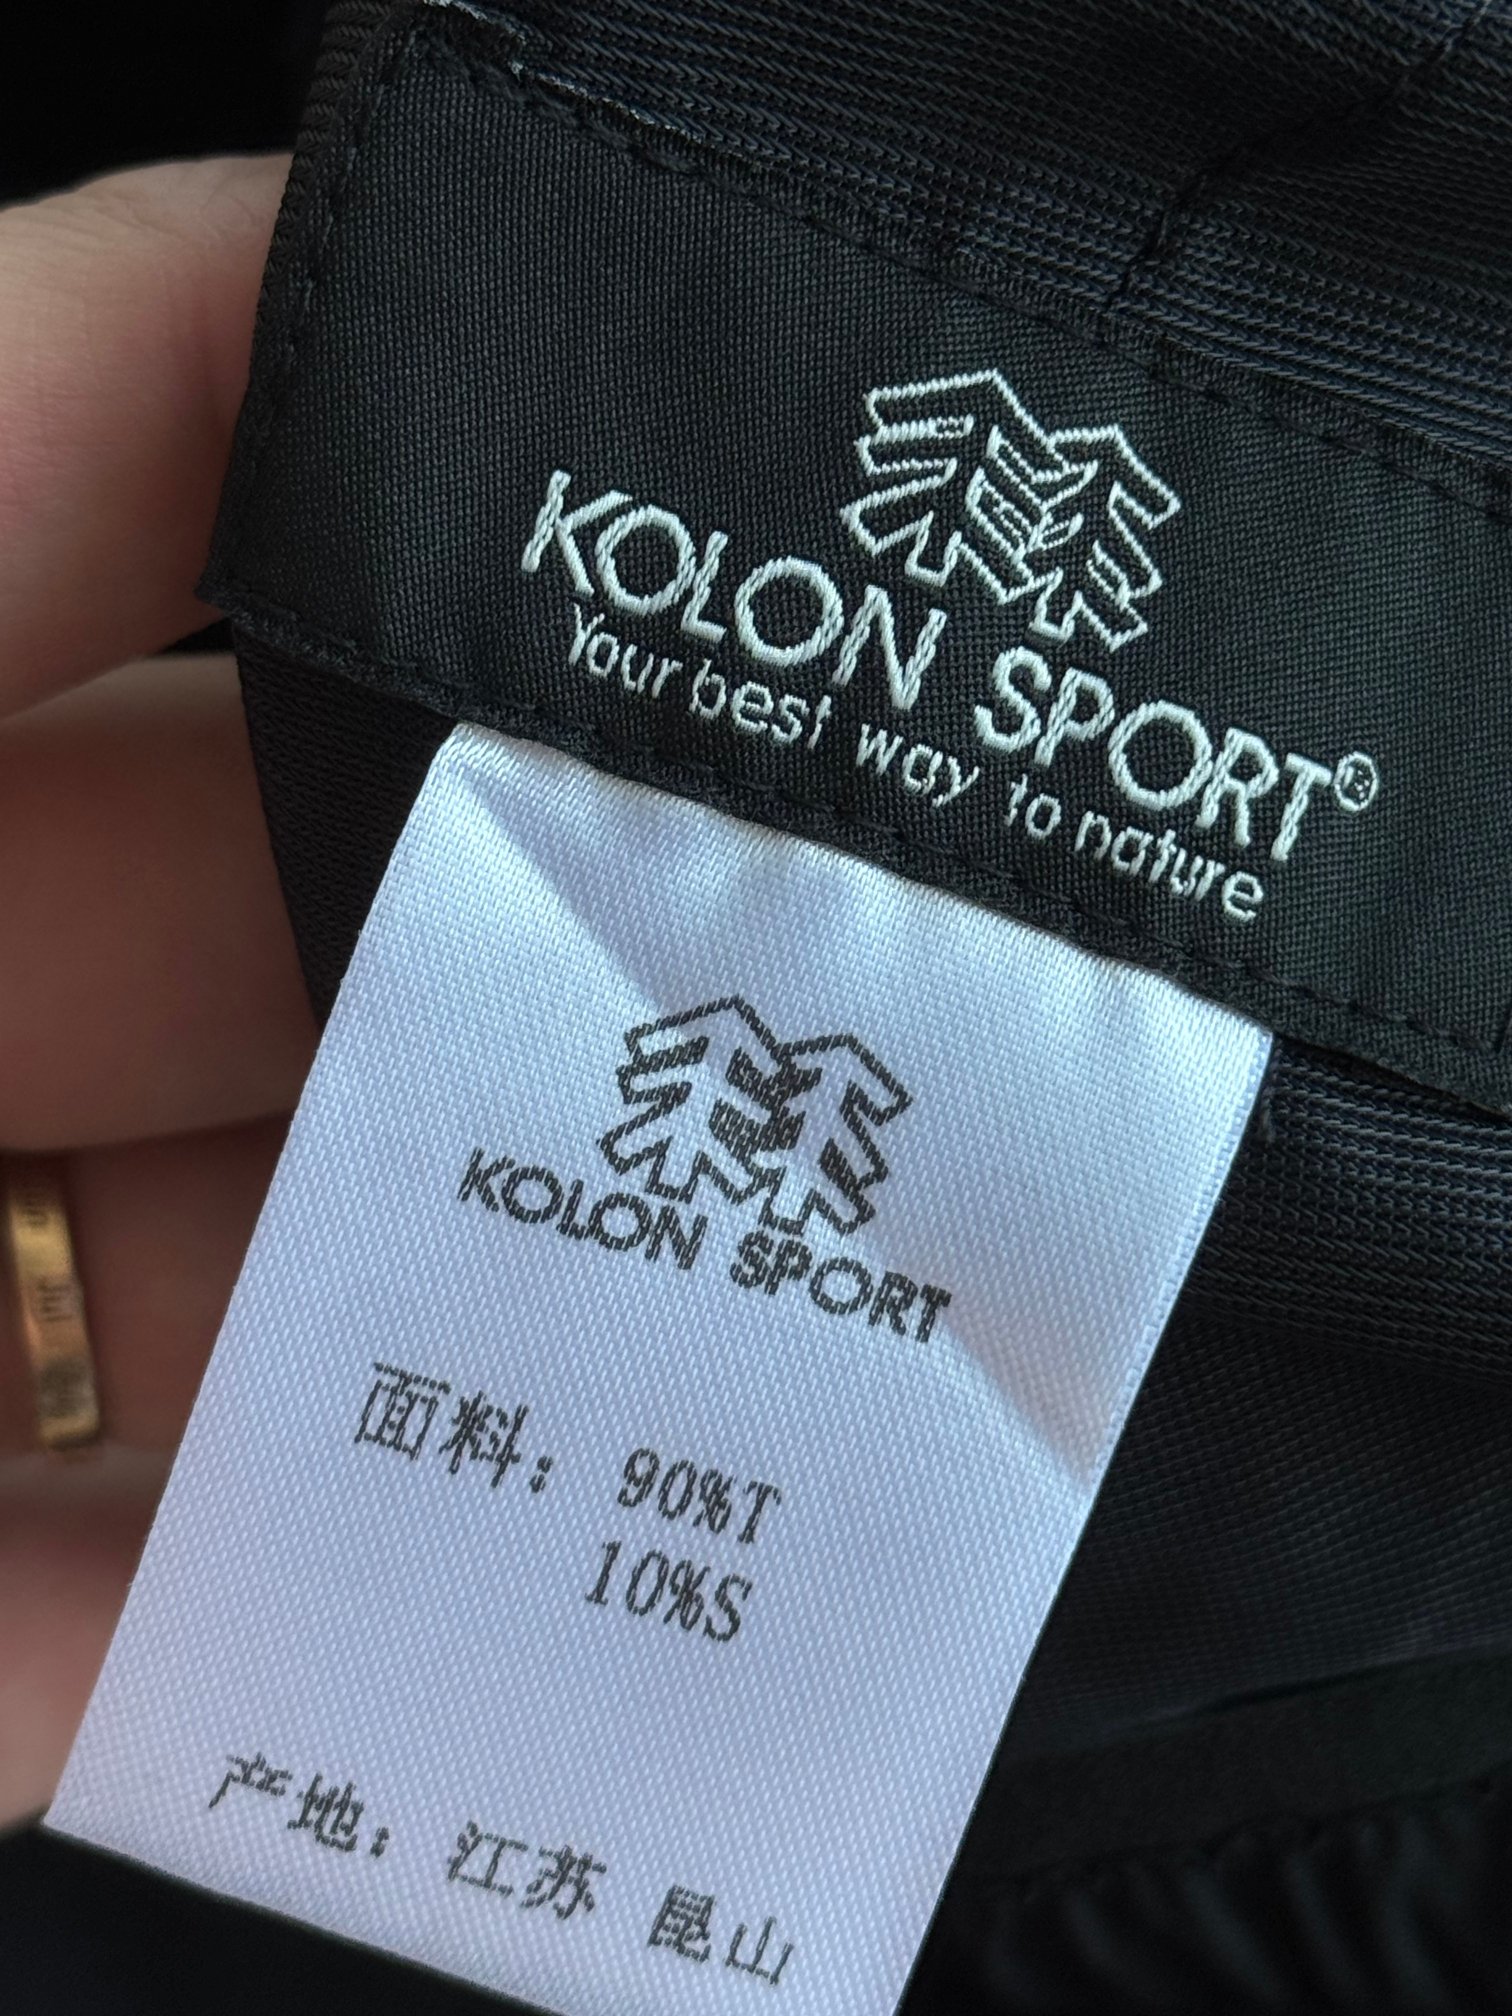 KOLON SPORT®
Your best way to nature
KOLON SPORT
面料: 90%T
10%S
产地: 江苏 昆山